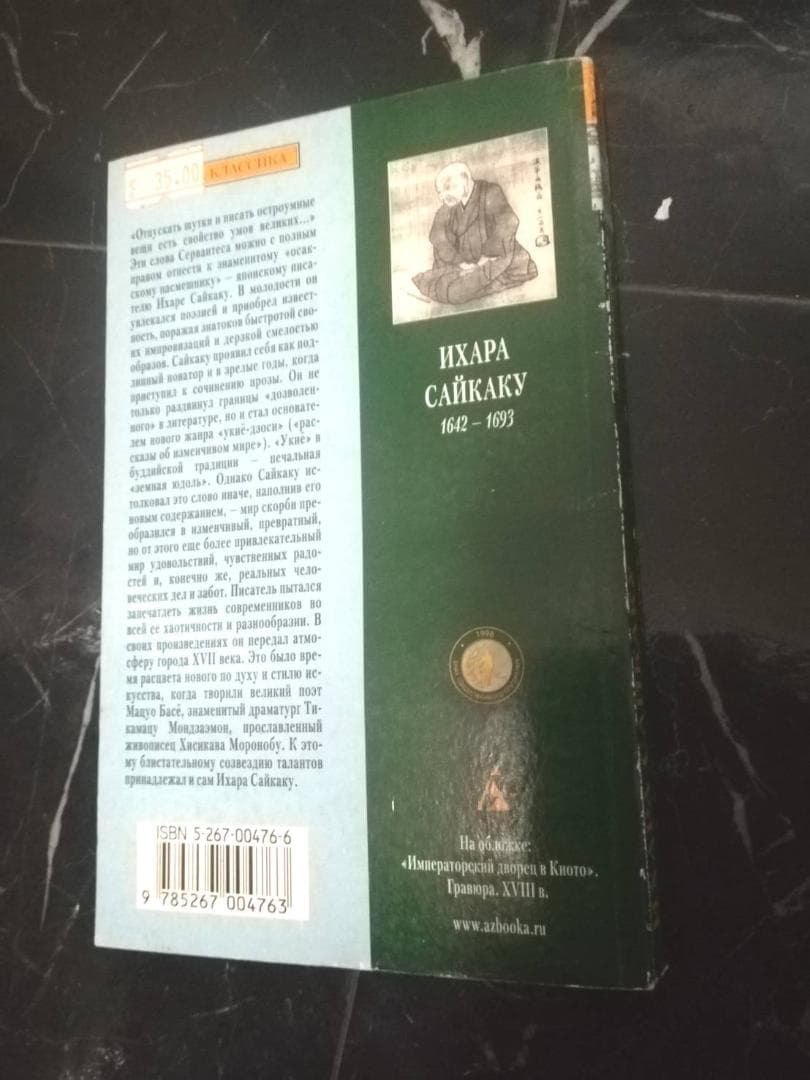 35.00
КЛАССИКА
«Отпускать шутки и писать остроумные
вещи есть свойство умов великих...»
Эти слова Сервантеса можно с полным
правом отнести к знаменитому «осак-
скому насмешнику» – японскому писа-
телю Ихаре Сайкаку. В молодости он
увлекался поэзией и приобрел извест-
ность, поражая знатоков быстротой сво-
их импровизаций и дерзкой смелостью
образов. Сайкаку проявил себя как под-
линный новатор и в зрелые годы, когда
приступил к сочинению прозы. Он не
только раздвинул границы «дозволен-
ного» в литературе, но и стал основате-
лем нового жанра «укиё-дзоси» («рас-
сказы об изменчивом мире»). «Укиё» в
буддийской традиции – печальная
«земная юдоль». Однако Сайкаку ис-
толковал это слово иначе, наполнив его
новым содержанием, – мир скорби пре-
образился в изменчивый, превратный,
но от этого еще более привлекательный
мир удовольствий, чувственных радо-
стей и, конечно же, реальных чело-
веческих дел и забот. Писатель пытался
запечатлеть жизнь современников во
всей ее хаотичности и разнообразии. В
своих произведениях он передал атмо-
сферу города XVII века. Это было вре-
мя расцвета нового по духу и стилю ис-
кусства, когда творили великий поэт
Мацуо Басё, знаменитый драматург Ти-
камацу Мондзаэмон, прославленный
живописец Хисикава Моронобу. К это-
му блистательному созвездию талантов
принадлежал и сам Ихара Сайкаку.
ISBN 5-267-00476-6
9 785267 004763
ИХАРА
САЙКАКУ
1642 – 1693
1996
На обложке:
«Императорский дворец в Киото».
Гравюра. XVIII в.
www.azbooka.ru